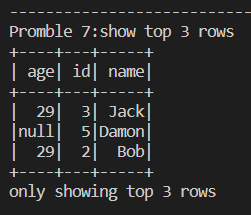 ----------------------------
Promble 7:show top 3 rows
+----+---+-----+
| age| id| name|
+----+---+-----+
|  29|  3| Jack|
|null|  5|Damon|
|  29|  2|  Bob|
+----+---+-----+
only showing top 3 rows